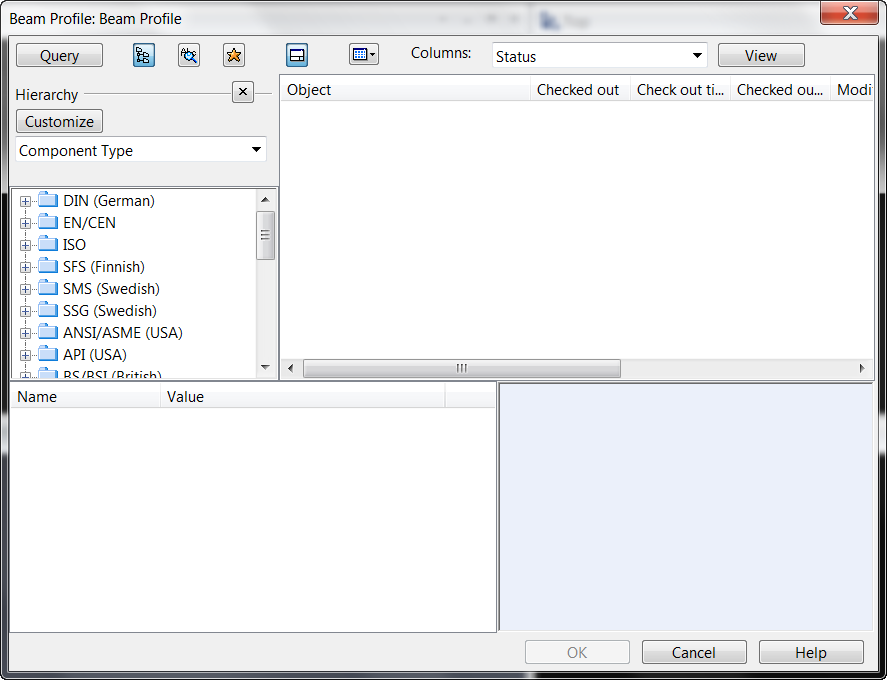 Beam Profile: Beam Profile
Query
Columns:
Status
View
Hierarchy
Customize
Component Type
Object
Checked out
Check out ti...
Checked ou...
Modi
DIN (German)
EN/CEN
ISO
SFS (Finnish)
SMS (Swedish)
SSG (Swedish)
ANSI/ASME (USA)
API (USA)
BS/BSI (British)
Name
Value
OK
Cancel
Help